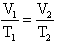 V₁/T₁ = V₂/T₂